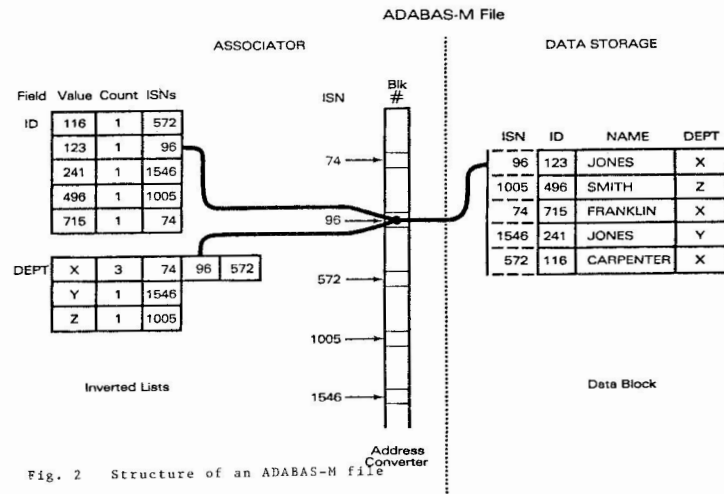 ADABAS-M File
ASSOCIATOR
DATA STORAGE
Field Value Count ISNs
ID 116 1 572
123 1 96
241 1 1546
496 1 1005
715 1 74
DEPT X 3 74 96 572
Y 1 1546
Z 1 1005
Inverted Lists
ISN
Blk
#
74
96
572
1005
1546
Address
Converter
ISN ID NAME DEPT
96 123 JONES X
1005 496 SMITH Z
74 715 FRANKLIN X
1546 241 JONES Y
572 116 CARPENTER X
Data Block
Fig. 2 Structure of an ADABAS-M file